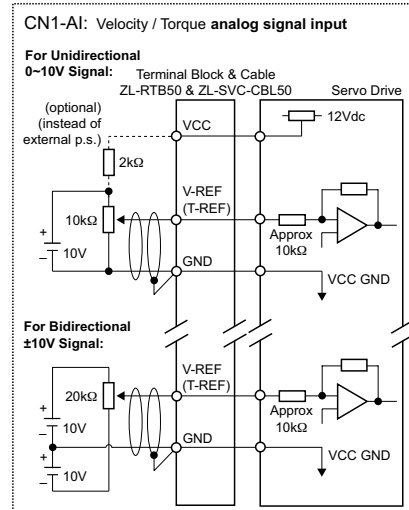 CN1-AI: Velocity / Torque analog signal input
For Unidirectional
0~10V Signal:
Terminal Block & Cable
ZL-RTB50 & ZL-SVC-CBL50
Servo Drive
(optional)
(instead of
external p.s.)
VCC
12Vdc
2kΩ
V-REF
(T-REF)
10kΩ
Approx
10kΩ
+
–
10V
GND
VCC GND
For Bidirectional
±10V Signal:
V-REF
(T-REF)
20kΩ
Approx
10kΩ
+
–
10V
GND
+
–
10V
VCC GND